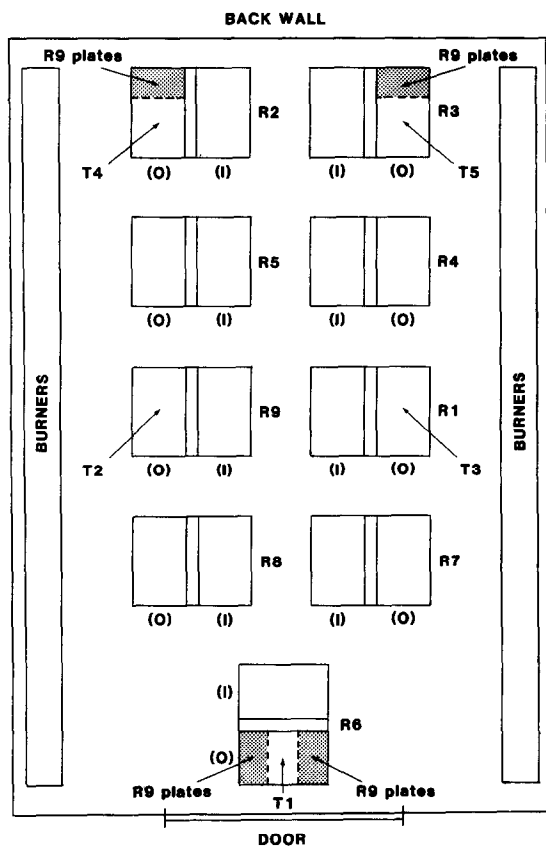 BACK WALL
R9 plates
R9 plates
R2
R3
T4
(O)
(I)
(I)
(O)
T5
R5
R4
(O)
(I)
(I)
(O)
BURNERS
BURNERS
R9
R1
T2
(O)
(I)
(I)
(O)
T3
R8
R7
(O)
(I)
(I)
(O)
(I)
R6
(O)
R9 plates
T1
R9 plates
DOOR